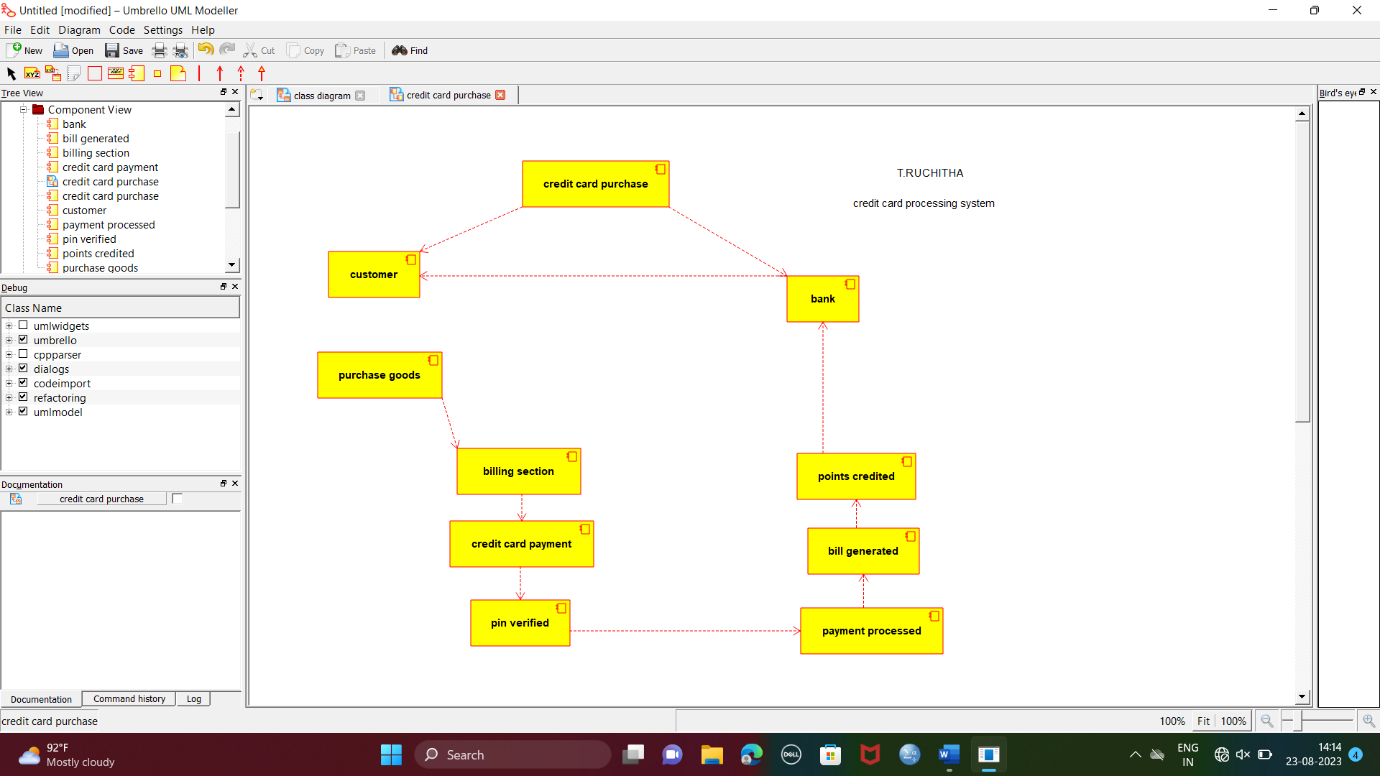 Untitled [modified] – Umbrello UML Modeller
File Edit Diagram Code Settings Help
New Open Save Cut Copy Paste Find
XYZ
Tree View
Component View
bank
bill generated
billing section
credit card payment
credit card purchase
credit card purchase
customer
payment processed
pin verified
points credited
purchase goods
Debug
Class Name
umlwidgets
umbrello
cppparser
dialogs
codeimport
refactoring
umlmodel
Documentation
credit card purchase
Documentation Command history Log
credit card purchase
class diagram credit card purchase
credit card purchase
T.RUCHITHA
credit card processing system
customer
bank
purchase goods
billing section
points credited
credit card payment
bill generated
pin verified
payment processed
Bird's eye
100% Fit 100%
92°F
Mostly cloudy
Search
DELL
W
ENG
IN
14:14
23-08-2023
4